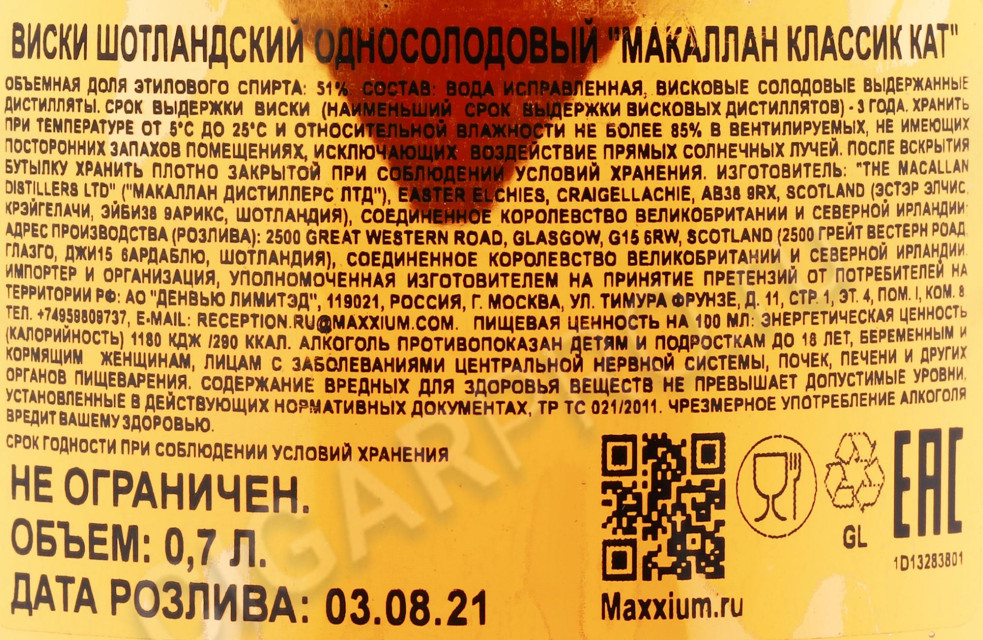 ВИСКИ ШОТЛАНДСКИЙ ОДНОСОЛОДОВЫЙ "МАКАЛЛАН КЛАССИК КАТ"
ОБЪЕМНАЯ ДОЛЯ ЭТИЛОВОГО СПИРТА: 51% СОСТАВ: ВОДА ИСПРАВЛЕННАЯ, ВИСКОВЫЕ СОЛОДОВЫЕ ВЫДЕРЖАННЫЕ
ДИСТИЛЛЯТЫ. СРОК ВЫДЕРЖКИ ВИСКИ (НАИМЕНЬШИЙ СРОК ВЫДЕРЖКИ ВИСКОВЫХ ДИСТИЛЛЯТОВ) - 3 ГОДА. ХРАНИТЬ
ПРИ ТЕМПЕРАТУРЕ ОТ 5°С ДО 25°С И ОТНОСИТЕЛЬНОЙ ВЛАЖНОСТИ НЕ БОЛЕЕ 85% В ВЕНТИЛИРУЕМЫХ, НЕ ИМЕЮЩИХ
ПОСТОРОННИХ ЗАПАХОВ ПОМЕЩЕНИЯХ, ИСКЛЮЧАЮЩИХ ВОЗДЕЙСТВИЕ ПРЯМЫХ СОЛНЕЧНЫХ ЛУЧЕЙ. ПОСЛЕ ВСКРЫТИЯ
БУТЫЛКУ ХРАНИТЬ ПЛОТНО ЗАКРЫТОЙ ПРИ СОБЛЮДЕНИИ УСЛОВИЙ ХРАНЕНИЯ. ИЗГОТОВИТЕЛЬ: "THE MACALLAN
DISTILLERS LTD" ("МАКАЛЛАН ДИСТИЛЛЕРС ЛТД"), EASTER ELCHIES, CRAIGELLACHIE, AB38 9RX, SCOTLAND (ЭСТЭР ЭЛЧИС,
КРЭЙГЕЛАЧИ, ЭЙБИ38 9АРИКС, ШОТЛАНДИЯ), СОЕДИНЕННОЕ КОРОЛЕВСТВО ВЕЛИКОБРИТАНИИ И СЕВЕРНОЙ ИРЛАНДИИ;
АДРЕС ПРОИЗВОДСТВА (РОЗЛИВА): 2500 GREAT WESTERN ROAD, GLASGOW, G15 6RW, SCOTLAND (2500 ГРЕЙТ ВЕСТЕРН РОАД,
ГЛАЗГО, ДЖИ15 6АРДАБЛЮ, ШОТЛАНДИЯ), СОЕДИНЕННОЕ КОРОЛЕВСТВО ВЕЛИКОБРИТАНИИ И СЕВЕРНОЙ ИРЛАНДИИ.
ИМПОРТЕР И ОРГАНИЗАЦИЯ, УПОЛНОМОЧЕННАЯ ИЗГОТОВИТЕЛЕМ НА ПРИНЯТИЕ ПРЕТЕНЗИЙ ОТ ПОТРЕБИТЕЛЕЙ НА
ТЕРРИТОРИИ РФ: АО "ДЕНВЬЮ ЛИМИТЭД", 119021, РОССИЯ, Г. МОСКВА, УЛ. ТИМУРА ФРУНЗЕ, Д. 11, СТР. 1, ЭТ. 4, ПОМ. I, КОМ. 8
ТЕЛ. +74959809737, E-MAIL: RECEPTION.RU@MAXXIUM.COM. ПИЩЕВАЯ ЦЕННОСТЬ НА 100 МЛ: ЭНЕРГЕТИЧЕСКАЯ ЦЕННОСТЬ
(КАЛОРИЙНОСТЬ) 1180 КДЖ /290 ККАЛ. АЛКОГОЛЬ ПРОТИВОПОКАЗАН ДЕТЯМ И ПОДРОСТКАМ ДО 18 ЛЕТ, БЕРЕМЕННЫМ И
КОРМЯЩИМ ЖЕНЩИНАМ, ЛИЦАМ С ЗАБОЛЕВАНИЯМИ ЦЕНТРАЛЬНОЙ НЕРВНОЙ СИСТЕМЫ, ПОЧЕК, ПЕЧЕНИ И ДРУГИХ
ОРГАНОВ ПИЩЕВАРЕНИЯ. СОДЕРЖАНИЕ ВРЕДНЫХ ДЛЯ ЗДОРОВЬЯ ВЕЩЕСТВ НЕ ПРЕВЫШАЕТ ДОПУСТИМЫЕ УРОВНИ,
УСТАНОВЛЕННЫЕ В ДЕЙСТВУЮЩИХ НОРМАТИВНЫХ ДОКУМЕНТАХ, ТР ТС 021/2011. ЧРЕЗМЕРНОЕ УПОТРЕБЛЕНИЕ АЛКОГОЛЯ
ВРЕДИТ ВАШЕМУ ЗДОРОВЬЮ.
СРОК ГОДНОСТИ ПРИ СОБЛЮДЕНИИ УСЛОВИЙ ХРАНЕНИЯ
НЕ ОГРАНИЧЕН.
ОБЪЕМ: 0,7 Л.
ДАТА РОЗЛИВА: 03.08.21
Maxxium.ru
GL
EAC
1D13283801